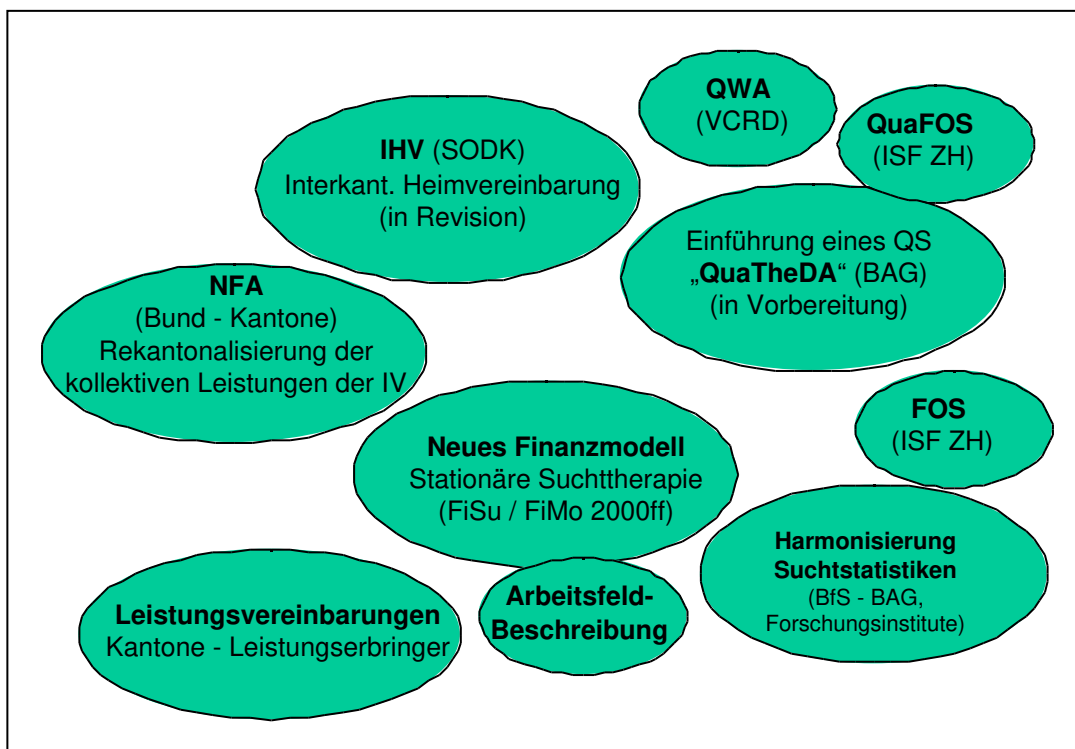 QWA
(VCRD)
QuaFOS
(ISF ZH)
IHV (SODK)
Interkant. Heimvereinbarung
(in Revision)
Einführung eines QS
„QuaTheDA“ (BAG)
(in Vorbereitung)
NFA
(Bund - Kantone)
Rekantonalisierung der
kollektiven Leistungen der IV
FOS
(ISF ZH)
Neues Finanzmodell
Stationäre Suchttherapie
(FiSu / FiMo 2000ff)
Harmonisierung
Suchtstatistiken
(BfS - BAG,
Forschungsinstitute)
Leistungsvereinbarungen
Kantone - Leistungserbringer
Arbeitsfeld-
Beschreibung